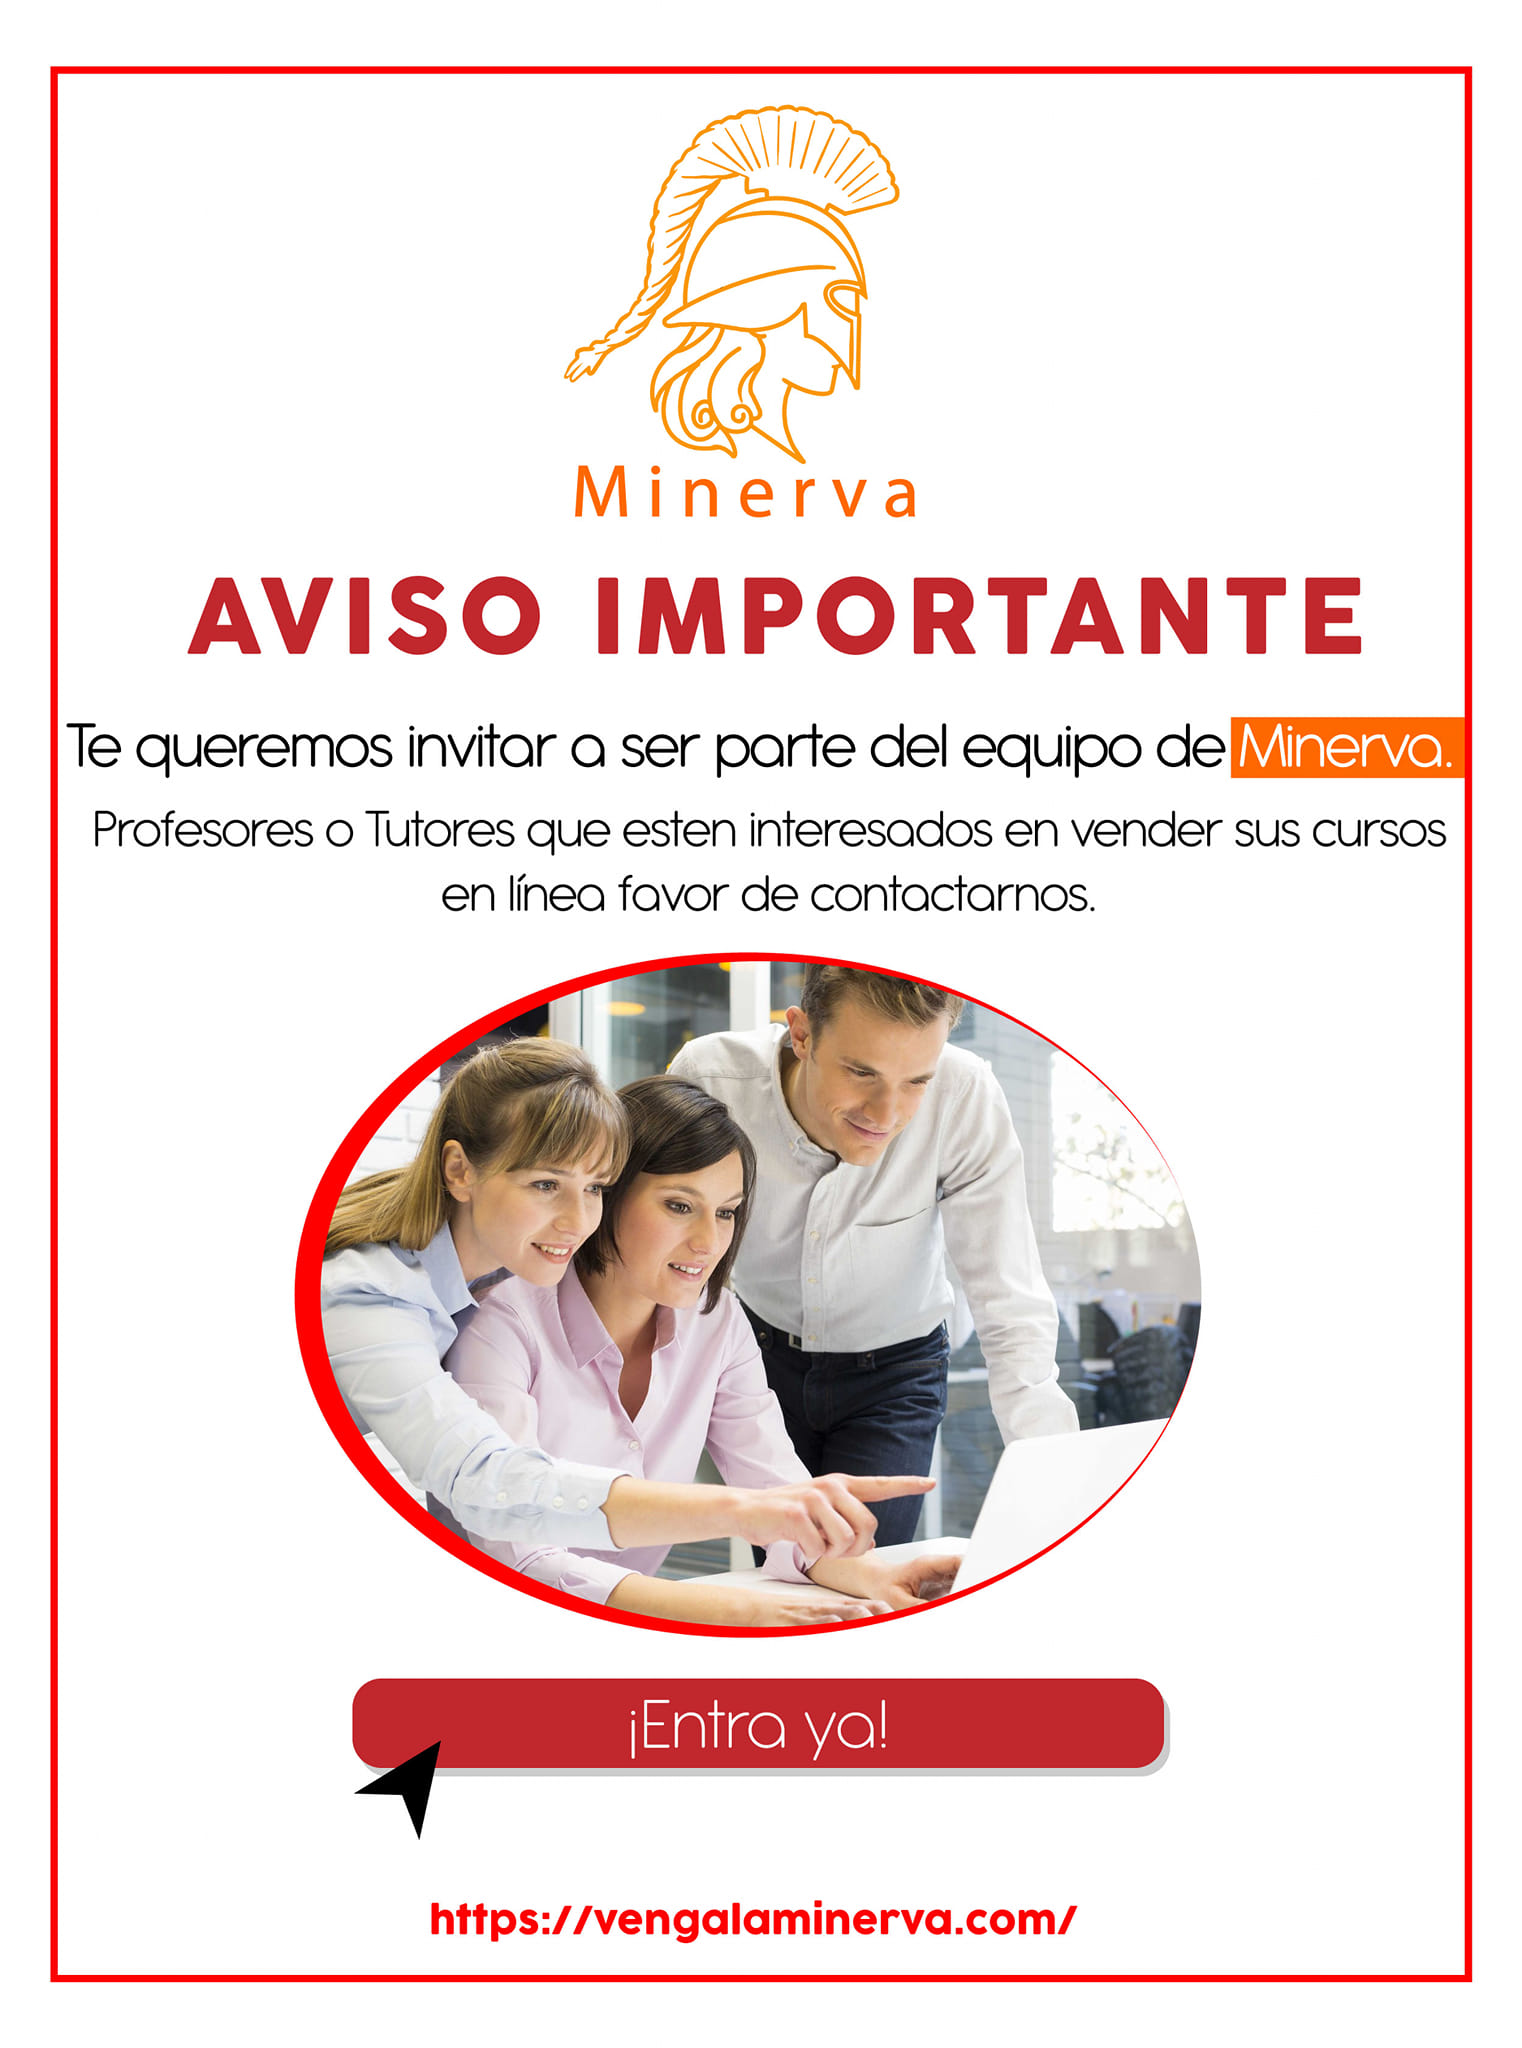 Minerva
AVISO IMPORTANTE
Te queremos invitar a ser parte del equipo de Minerva.
Profesores o Tutores que esten interesados en vender sus cursos
en línea favor de contactarnos.
¡Entra ya!
https://vengalaminerva.com/